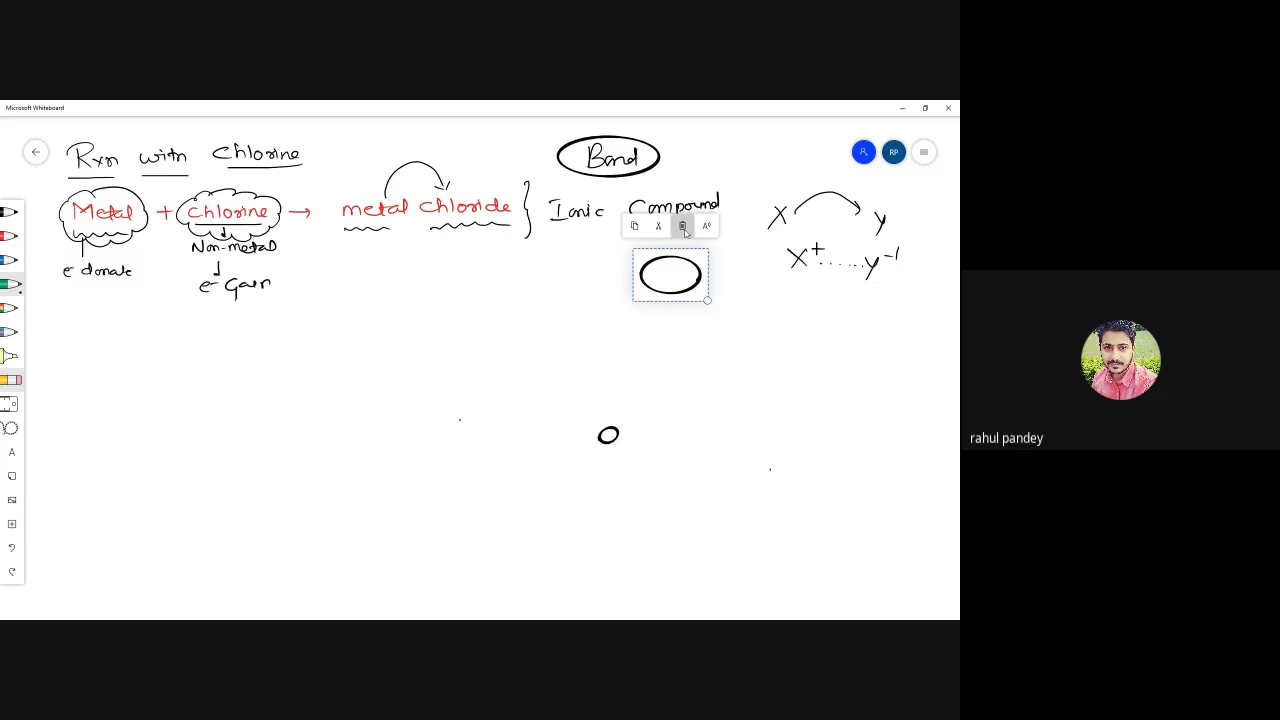 Microsoft Whiteboard
Rxn with Chlorine
Bond
RP
Metal + chlorine → metal chloride } Ionic Compound
X y
Non-metal
X+ ...... y-1
e- donate
e- Gain
A
rahul pandey